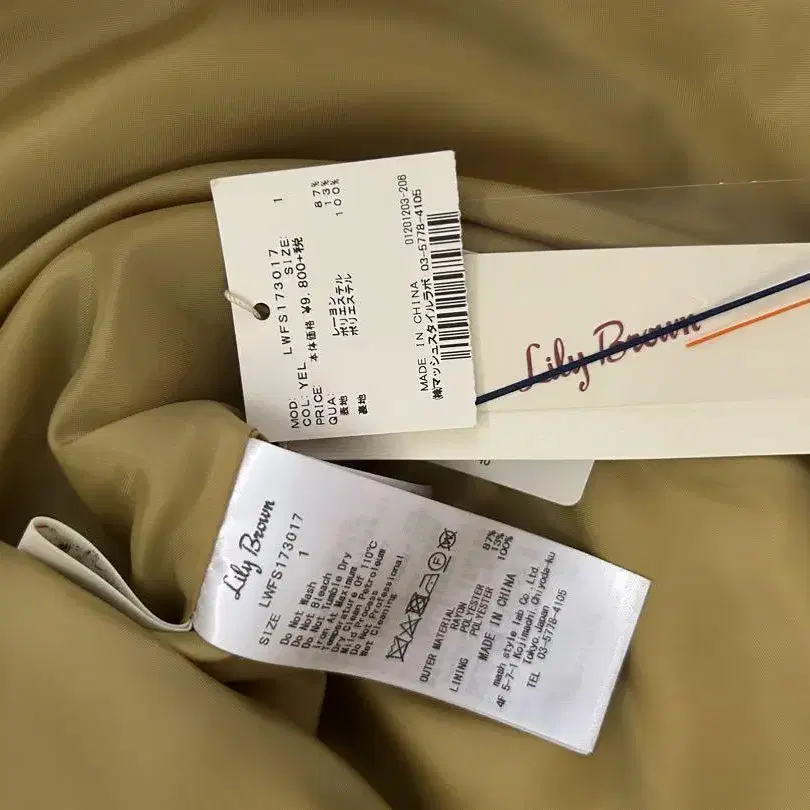 MOD: LWFS173017
COL: YEL SIZE: 1
PRICE: 本体価格 ¥9,800+税
QUA:
表地 レーヨン 87%
ポリエステル 13%
裏地 ポリエステル 100%
01201203-206
MADE IN CHINA
㈱マッシュスタイルラボ 03-5778-4105
Lily Brown
Lily Brown
LWFS173017
SIZE 1
Do Not Wash
Do Not Bleach
Do Not Tumble Dry
Iron At Maximum
Temperature Of 110℃
Mild Dry Clean Petroleum
Do Not Process Professional
Wet Cleaning
OUTER MATERIAL
RAYON 87%
POLYESTER 13%
LINING POLYESTER 100%
MADE IN CHINA
mash style lab Co.,Ltd.
4F 5-7-1 Kojimachi,Chiyoda-ku
Tokyo,Japan
TEL 03-5778-4105